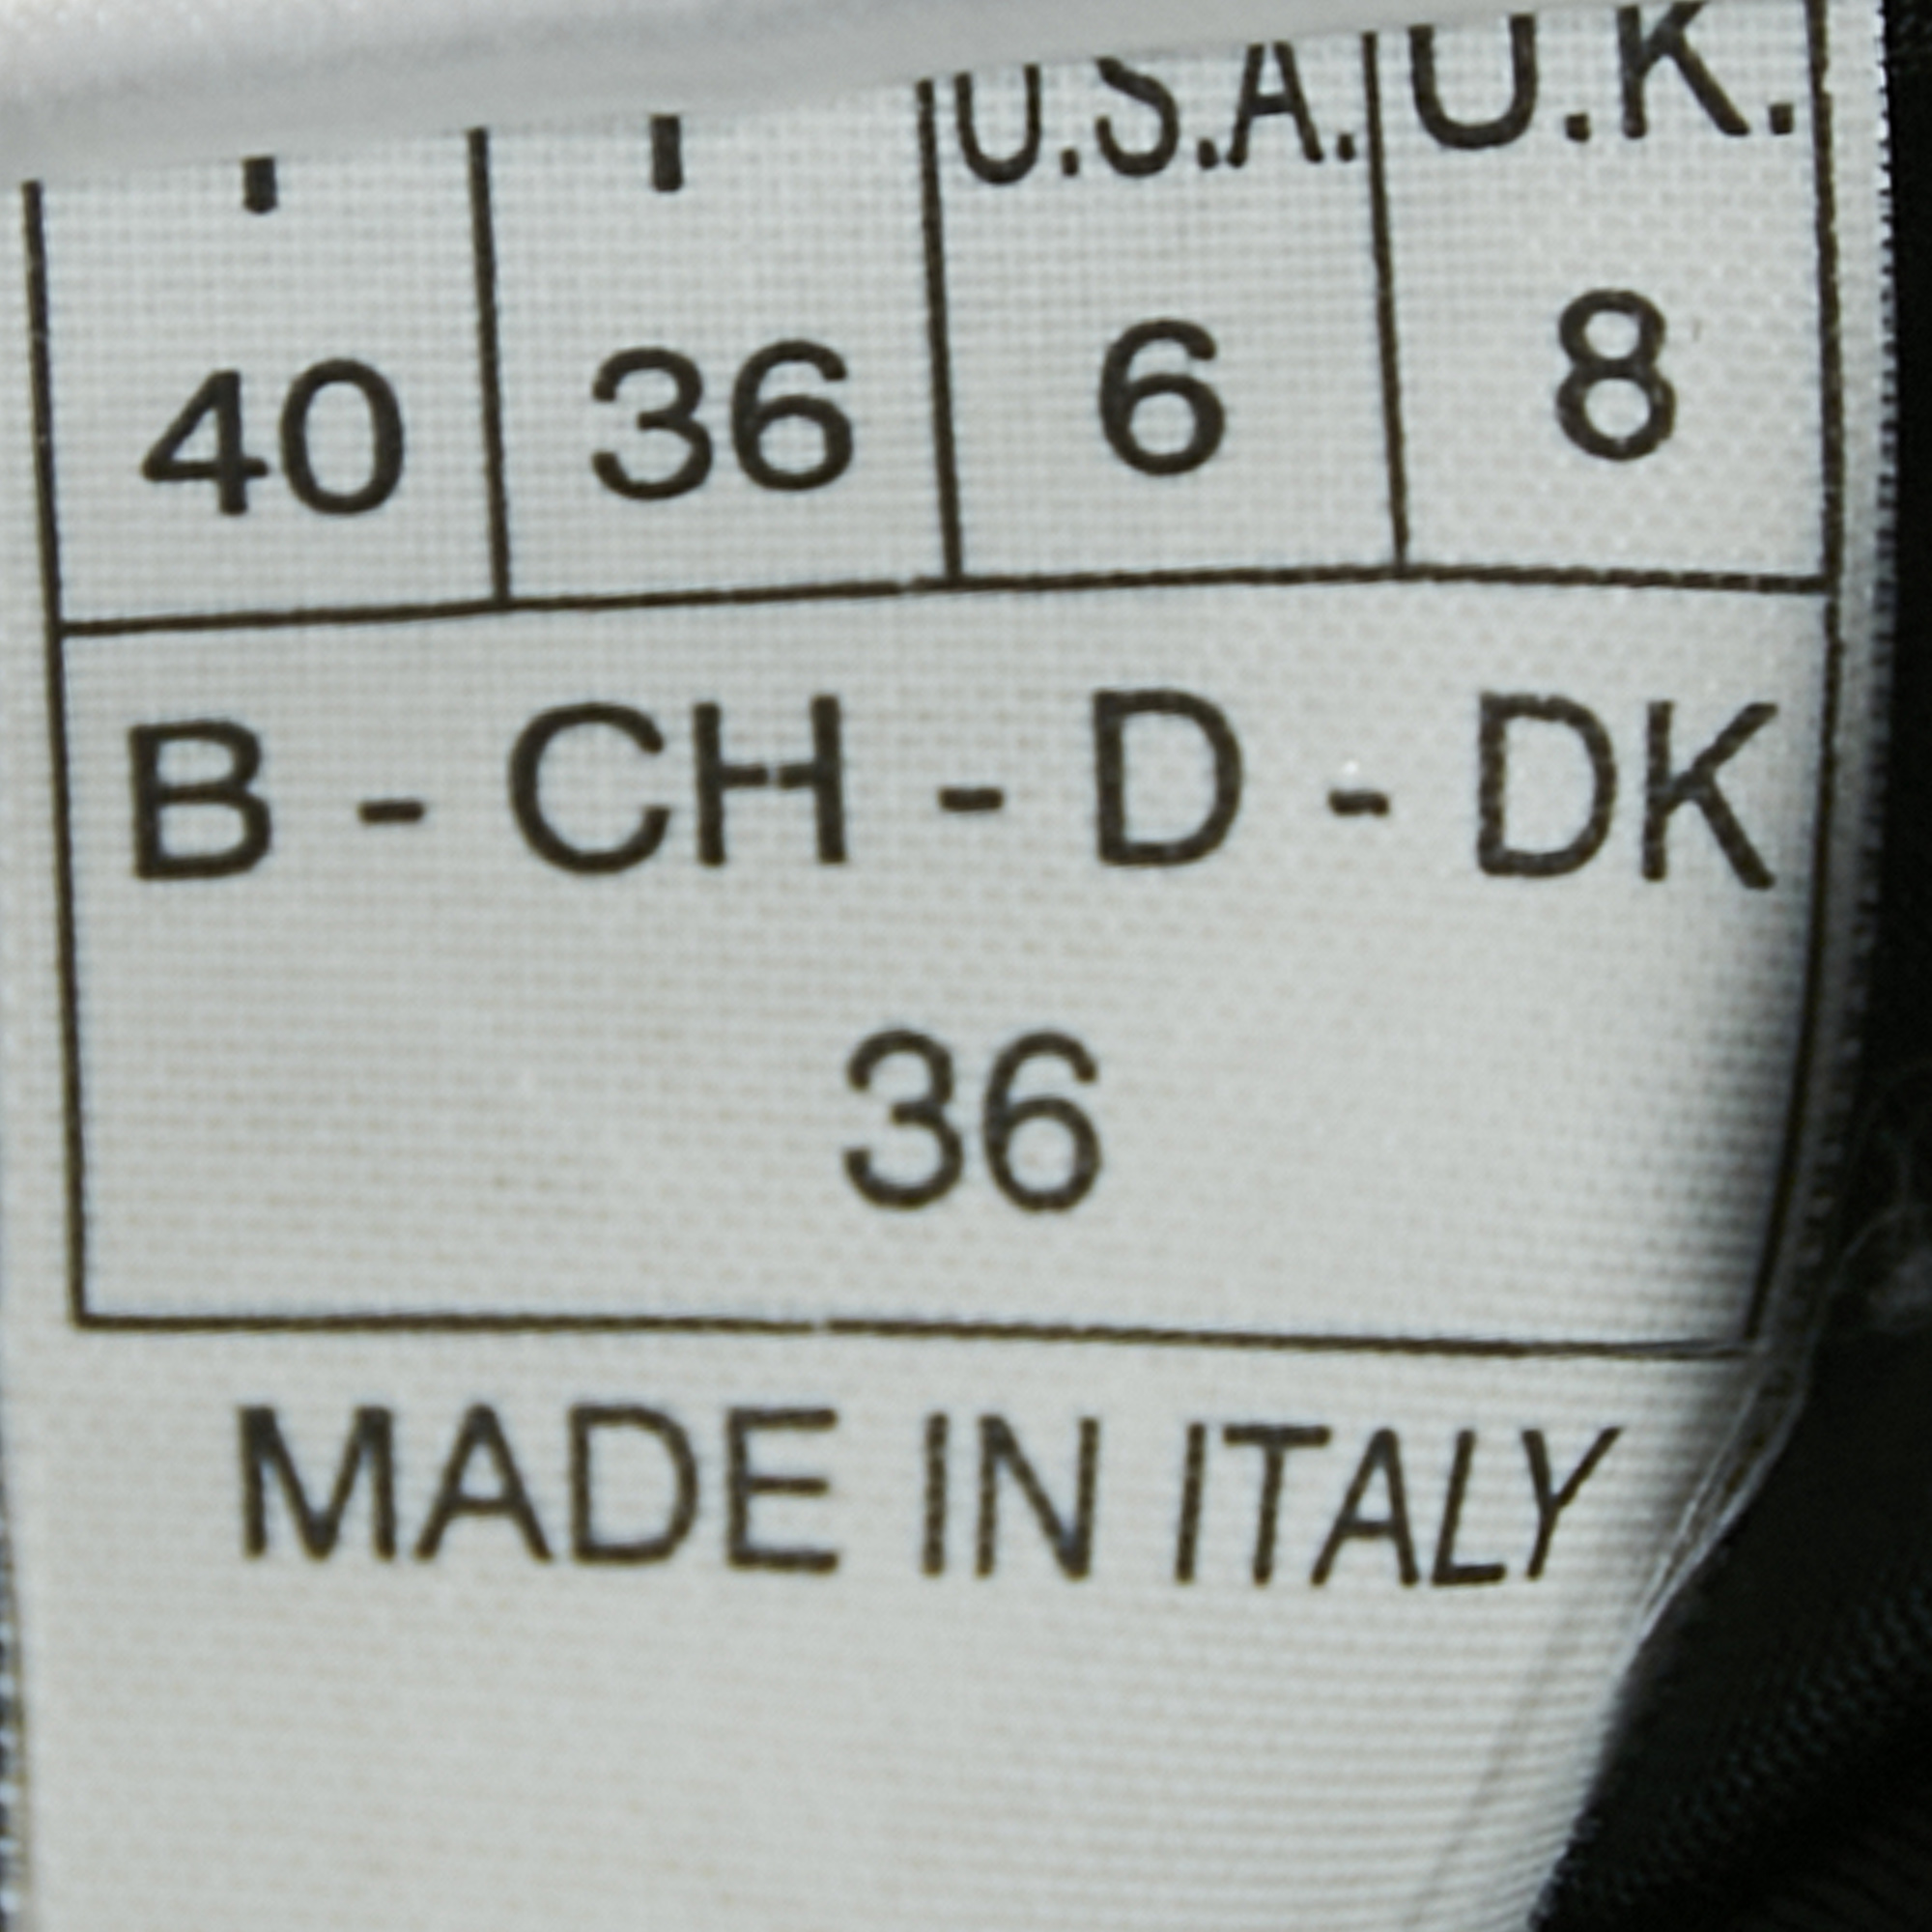 U.S.A. U.K.
40 36 6 8
B - CH - D - DK
36
MADE IN ITALY